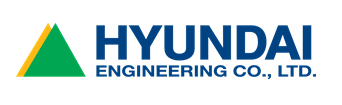 HYUNDAI
ENGINEERING CO., LTD.